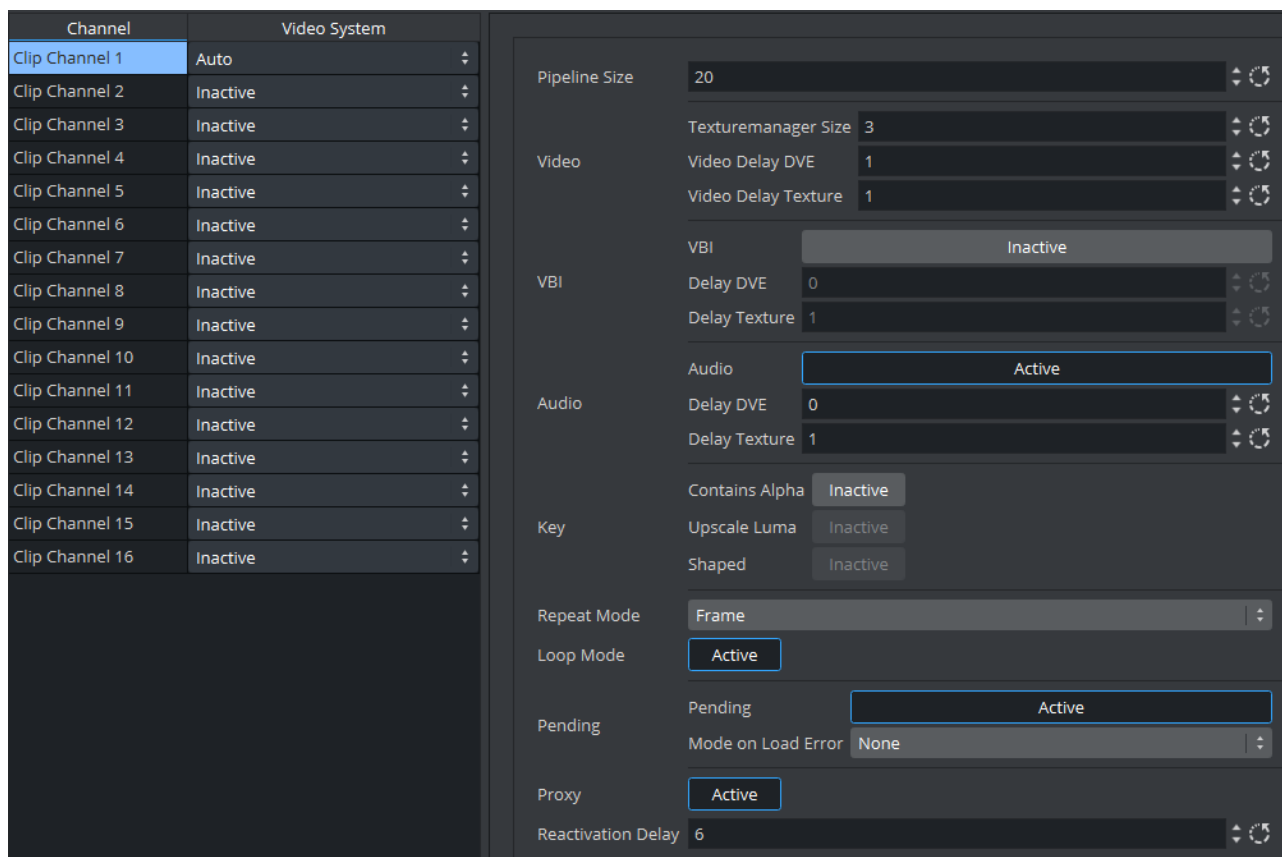 Channel Video System
Clip Channel 1 Auto
Clip Channel 2 Inactive
Clip Channel 3 Inactive
Clip Channel 4 Inactive
Clip Channel 5 Inactive
Clip Channel 6 Inactive
Clip Channel 7 Inactive
Clip Channel 8 Inactive
Clip Channel 9 Inactive
Clip Channel 10 Inactive
Clip Channel 11 Inactive
Clip Channel 12 Inactive
Clip Channel 13 Inactive
Clip Channel 14 Inactive
Clip Channel 15 Inactive
Clip Channel 16 Inactive
Pipeline Size 20
Texturemanager Size 3
Video Video Delay DVE 1
Video Delay Texture 1
VBI Inactive
VBI Delay DVE 0
Delay Texture 1
Audio Active
Audio Delay DVE 0
Delay Texture 1
Contains Alpha Inactive
Key Upscale Luma Inactive
Shaped Inactive
Repeat Mode Frame
Loop Mode Active
Pending Active
Pending
Mode on Load Error None
Proxy Active
Reactivation Delay 6